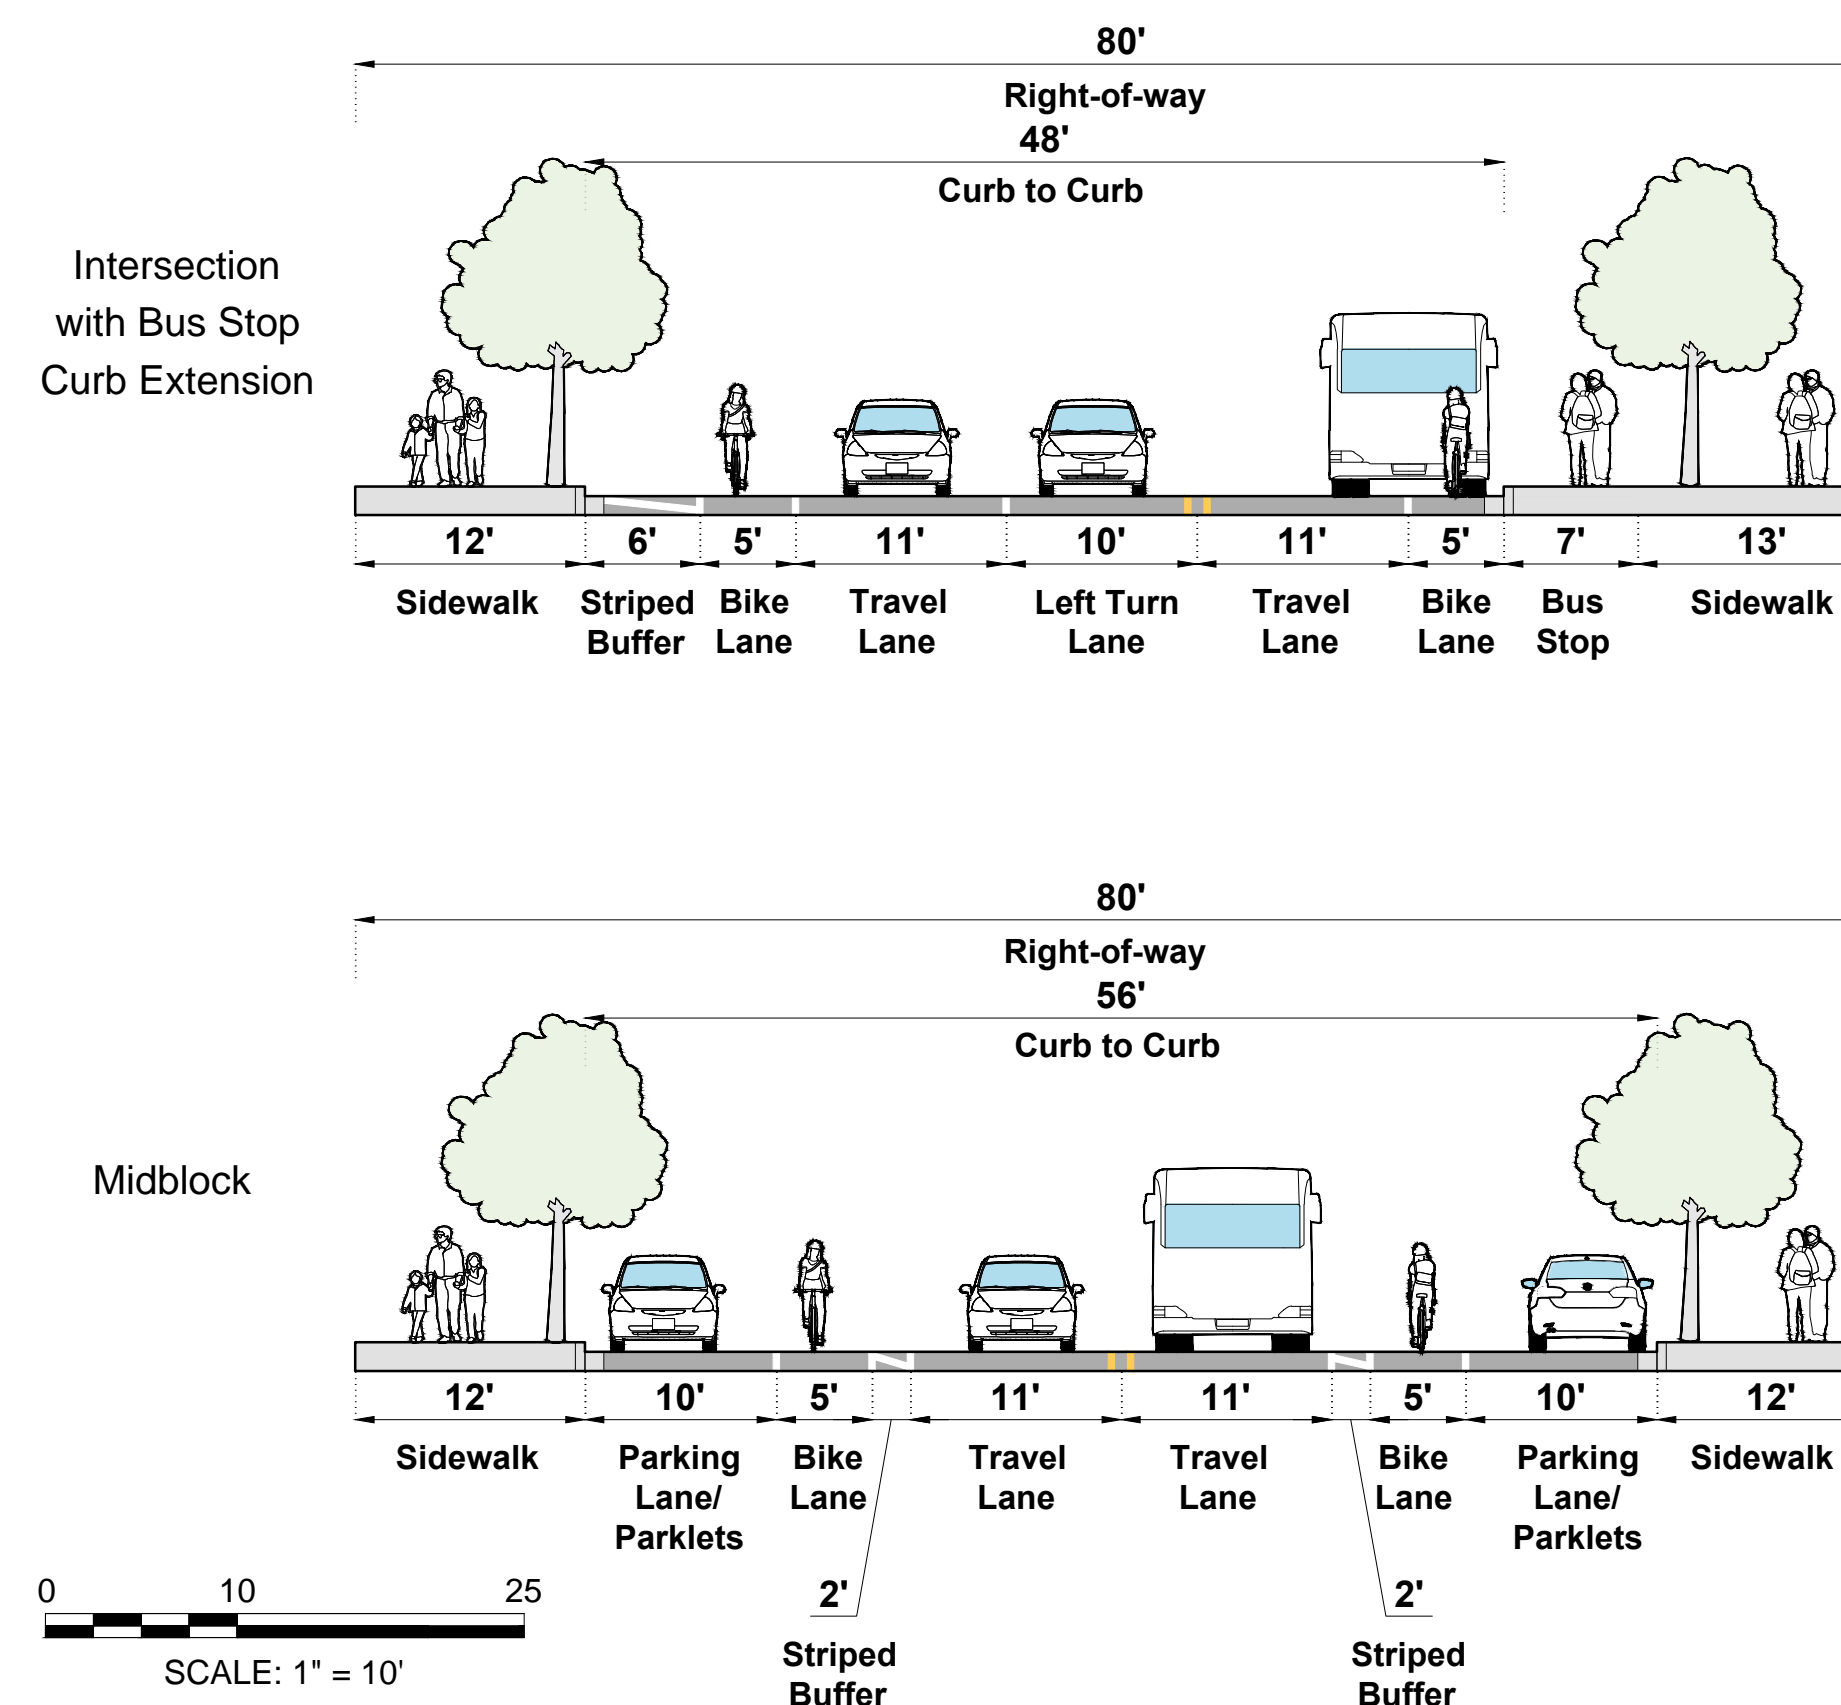 80'
Right-of-way
48'
Curb to Curb
Intersection
with Bus Stop
Curb Extension
12' 6' 5' 11' 10' 11' 5' 7' 13'
Sidewalk Striped Bike Travel Left Turn Travel Bike Bus Sidewalk
Buffer Lane Lane Lane Lane Lane Stop
80'
Right-of-way
56'
Curb to Curb
Midblock
12' 10' 5' 11' 11' 5' 10' 12'
Sidewalk Parking Bike Travel Travel Bike Parking Sidewalk
Lane/ Lane Lane Lane Lane Lane/
Parklets Parklets
0 10 25
2' 2'
SCALE: 1" = 10'
Striped Striped
Buffer Buffer